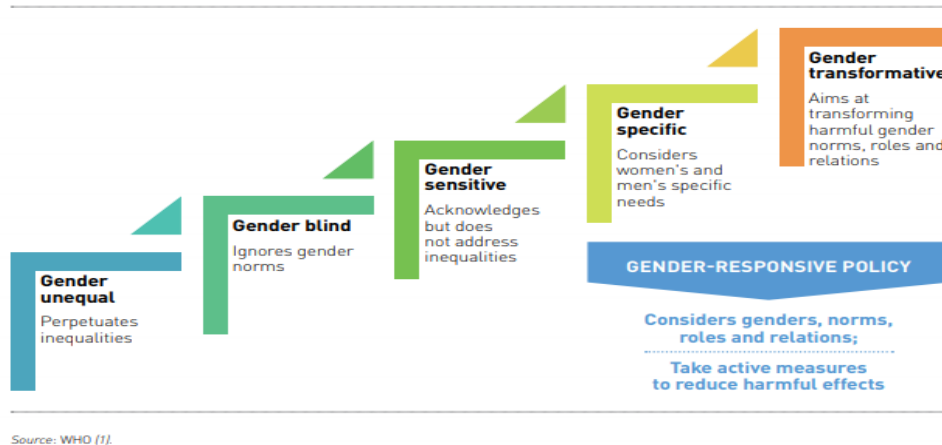 Gender
unequal
Perpetuates
inequalities
Gender blind
Ignores gender
norms
Gender
sensitive
Acknowledges
but does
not address
inequalities
Gender
specific
Considers
women's and
men's specific
needs
Gender
transformative
Aims at
transforming
harmful gender
norms, roles and
relations
GENDER-RESPONSIVE POLICY
Considers genders, norms,
roles and relations;
Take active measures
to reduce harmful effects
Source: WHO (1).